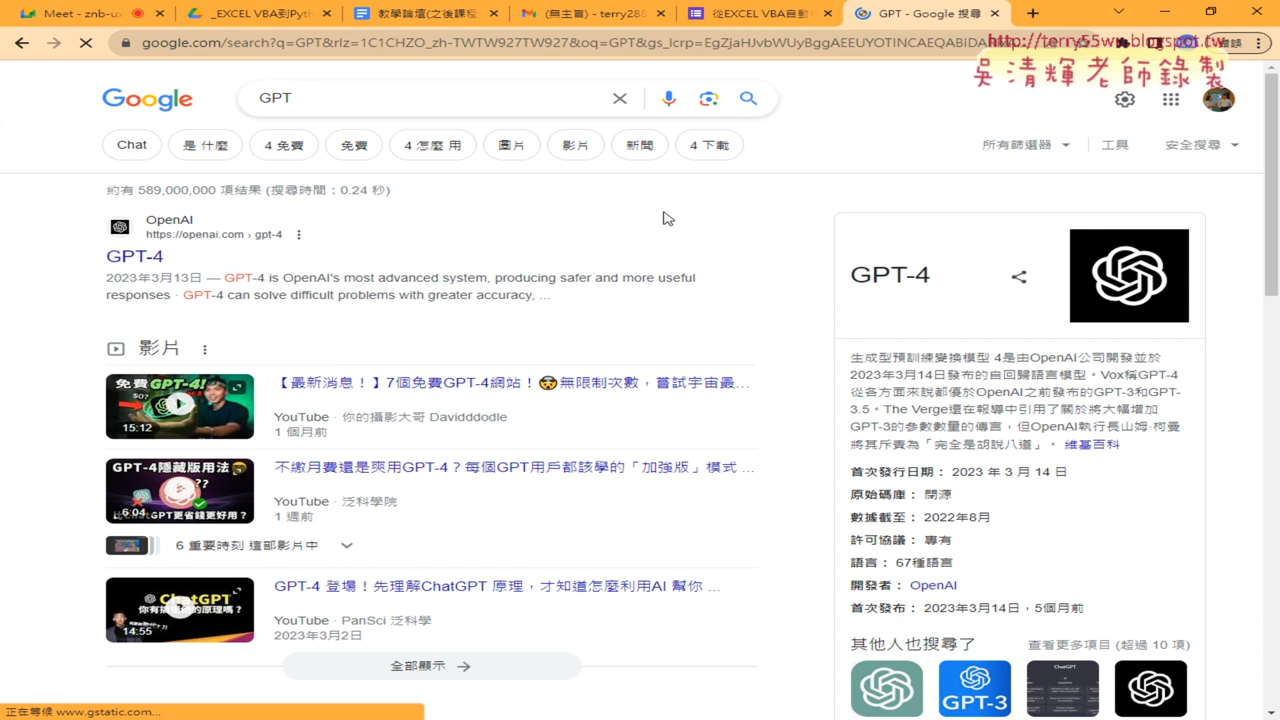 Meet - znb-ux
_EXCEL VBA到Pyth
教學論壇(之後課程
(無主旨) - terry288
從EXCEL VBA自動
GPT - Google 搜尋
google.com/search?q=GPT&rlz=1C1CHZO_zh-TWTW927TW927&oq=GPT&gs_lcrp=EgZjaHJvbWUyBggAEEUYOTINCAEQABiDA
http://terry55wu.blogspot.tw
吳清輝老師錄製
Google
GPT
Chat
是 什麼
4 免費
免費
4 怎麼 用
圖片
影片
新聞
4 下載
所有篩選器
工具
安全搜尋
約有 589,000,000 項結果 (搜尋時間：0.24 秒)
OpenAI
https://openai.com › gpt-4
GPT-4
2023年3月13日 — GPT-4 is OpenAI's most advanced system, producing safer and more useful
responses · GPT-4 can solve difficult problems with greater accuracy, ...
影片
免費GPT-4!
$0?
15:12
【最新消息！】7個免費GPT-4網站！🤯無限制次數，嘗試宇宙最...
YouTube · 你的攝影大哥 Davidddodle
1 個月前
GPT-4隱藏版用法
??
6:04
GPT更省錢更好用？
不繳月費還是爽用GPT-4？每個GPT用戶都該學的「加強版」模式 ...
YouTube · 泛科學院
1 週前
6 重要時刻 這部影片中
ChatGPT
你有搞懂他的原理嗎？
14:55
GPT-4 登場！先理解ChatGPT 原理，才知道怎麼利用AI 幫你 ...
YouTube · PanSci 泛科學
2023年3月2日
全部顯示
GPT-4
生成型預訓練變換模型 4是由OpenAI公司開發並於
2023年3月14日發布的自回歸語言模型。Vox稱GPT-4
從各方面來說都優於OpenAI之前發布的GPT-3和GPT-
3.5。The Verge還在報導中引用了關於將大幅增加
GPT-3的參數數量的傳言，但OpenAI執行長山姆·柯曼
將其斥為「完全是胡說八道」。 維基百科
首次發行日期： 2023 年 3 月 14 日
原始碼庫： 閉源
數據截至： 2022年8月
許可協議： 專有
語言： 67種語言
開發者： OpenAI
首次發布： 2023年3月14日，5個月前
其他人也搜尋了
查看更多項目 (超過 10 項)
GPT-3
ChatGPT
正在等候 www.gstatic.com...